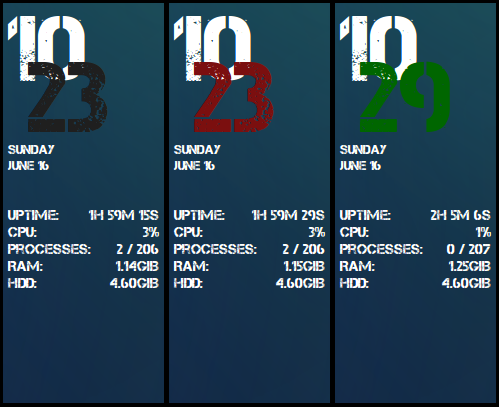 10
23
SUNDAY
JUNE 16
UPTIME: 1H 59M 15S
CPU: 3%
PROCESSES: 2 / 206
RAM: 1.14GIB
HDD: 4.60GIB
10
23
SUNDAY
JUNE 16
UPTIME: 1H 59M 29S
CPU: 3%
PROCESSES: 2 / 206
RAM: 1.15GIB
HDD: 4.60GIB
10
29
SUNDAY
JUNE 16
UPTIME: 2H 5M 6S
CPU: 1%
PROCESSES: 0 / 207
RAM: 1.25GIB
HDD: 4.60GIB